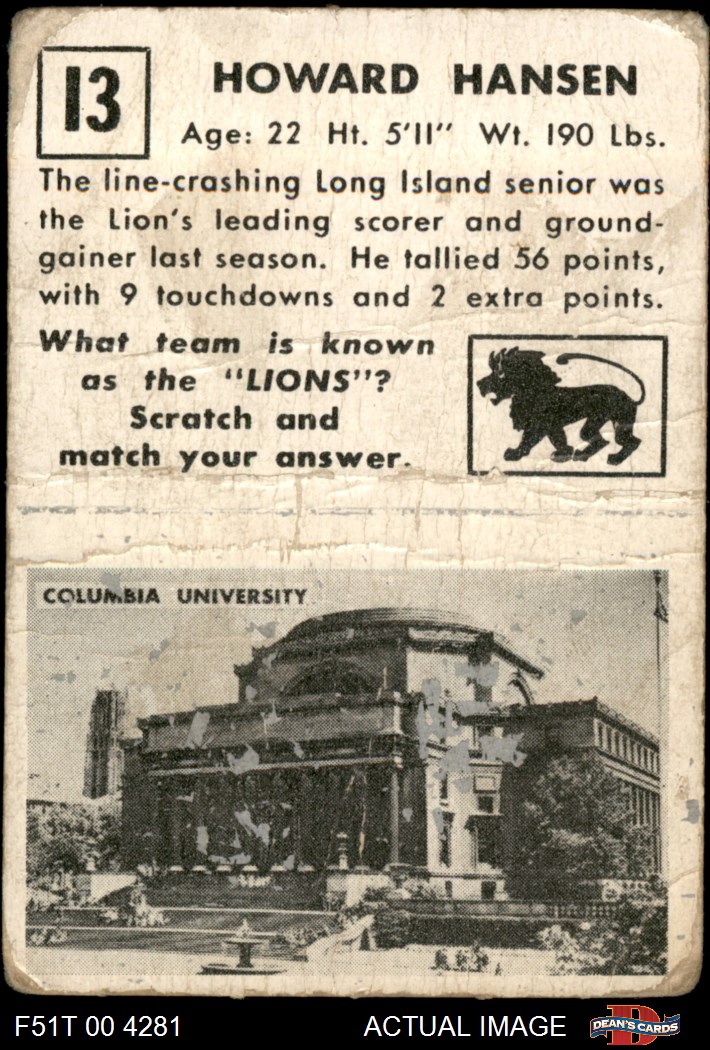 13
HOWARD HANSEN
Age: 22 Ht. 5'11" Wt. 190 Lbs.
The line-crashing Long Island senior was
the Lion's leading scorer and ground-
gainer last season. He tallied 56 points,
with 9 touchdowns and 2 extra points.
What team is known
as the "LIONS"?
Scratch and
match your answer.
COLUMBIA UNIVERSITY
F51T 00 4281
ACTUAL IMAGE
D
DEAN'S CARDS